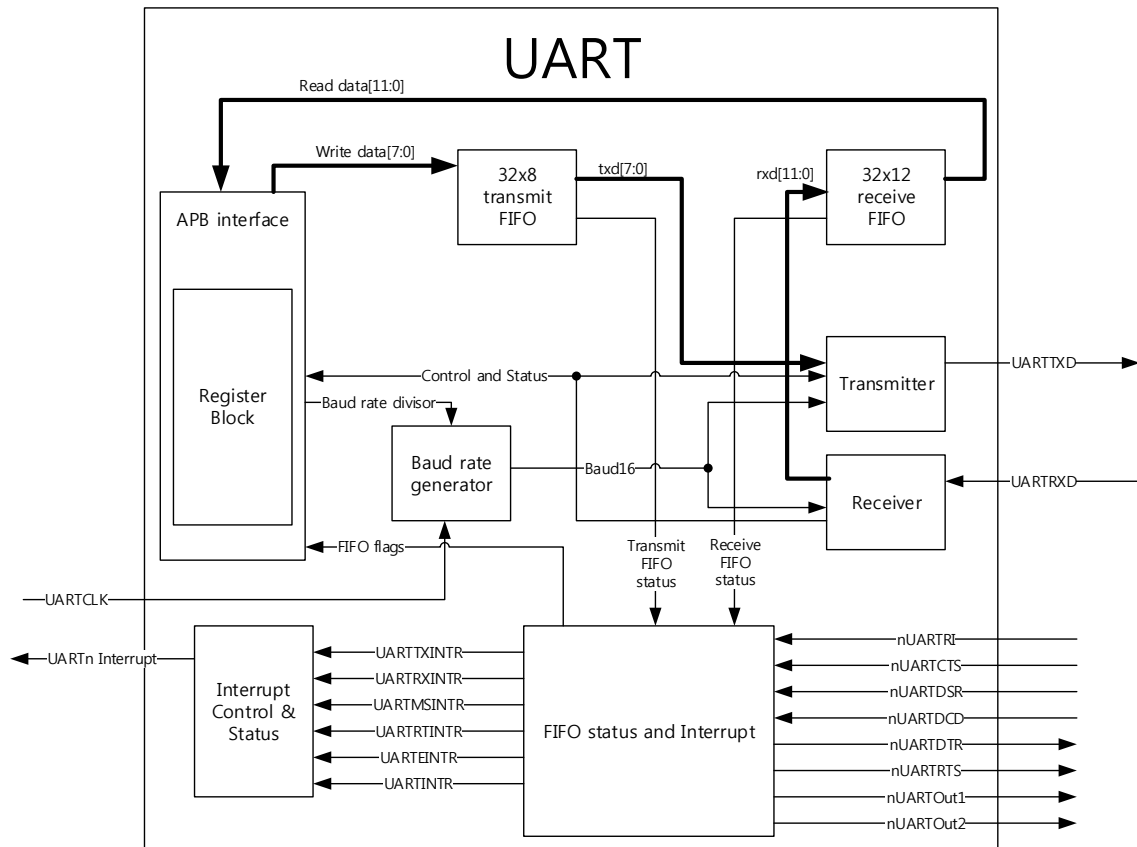 UART
Read data[11:0]
Write data[7:0]
32x8
transmit
FIFO
txd[7:0]
rxd[11:0]
32x12
receive
FIFO
APB interface
Register
Block
Control and Status
Baud rate divisor
Baud rate
generator
Baud16
Transmitter
UARTTXD
Receiver
UARTRXD
FIFO flags
Transmit
FIFO
status
Receive
FIFO
status
UARTCLK
UARTn Interrupt
Interrupt
Control &
Status
UARTTXINTR
UARTRXINTR
UARTMSINTR
UARTRTINTR
UARTEINTR
UARTINTR
FIFO status and Interrupt
nUARTRI
nUARTCTS
nUARTDSR
nUARTDCD
nUARTDTR
nUARTRTS
nUARTOut1
nUARTOut2